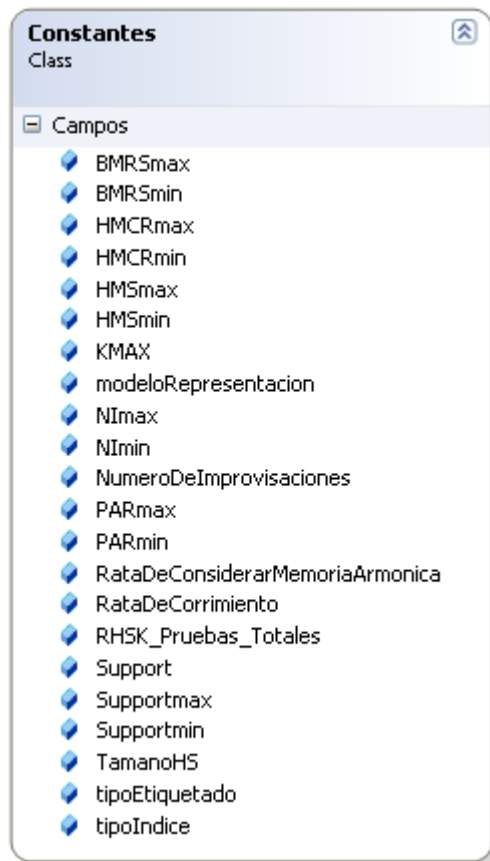 Constantes
Class
Campos
BMRSmax
BMRSmin
HMCRmax
HMCRmin
HMSmax
HMSmin
KMAX
modeloRepresentacion
NImax
NImin
NumeroDeImprovisaciones
PARmax
PARmin
RataDeConsiderarMemoriaArmonica
RataDeCorrimiento
RHSK_Pruebas_Totales
Support
Supportmax
Supportmin
TamanoHS
tipoEtiquetado
tipoIndice